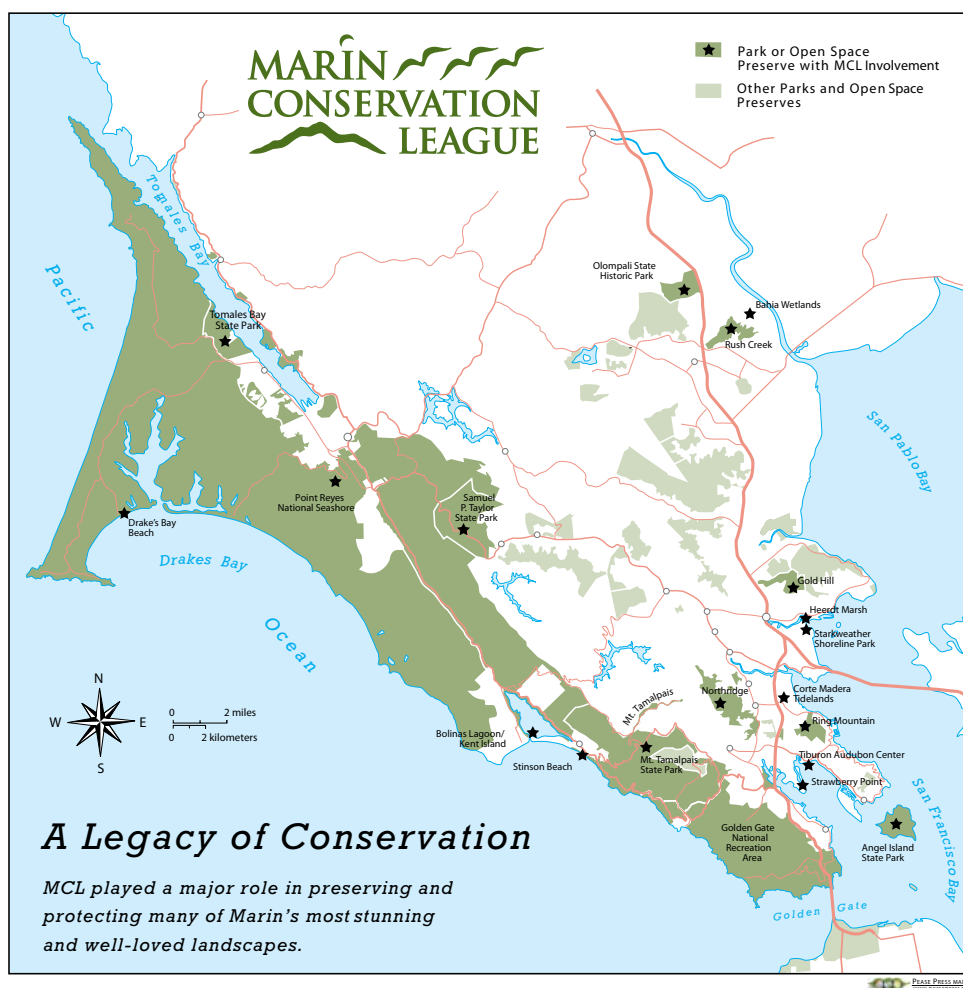 MARIN
CONSERVATION
LEAGUE
Park or Open Space
Preserve with MCL Involvement
Other Parks and Open Space
Preserves
Tomales Bay
Pacific
Olompali State
Historic Park
Bahia Wetlands
Rush Creek
Tomales Bay
State Park
San Pablo Bay
Point Reyes
National Seashore
Samuel
P. Taylor
State Park
Drake's Bay
Beach
Drakes Bay
Ocean
Gold Hill
Heerdt Marsh
Starkweather
Shoreline Park
N
W
E
S
0
2 miles
0
2 kilometers
Mt. Tamalpais
Northridge
Corte Madera
Tidelands
Ring Mountain
Bolinas Lagoon/
Kent Island
Stinson Beach
Mt. Tamalpais
State Park
Tiburon Audubon Center
Strawberry Point
San Francisco Bay
Golden Gate
National
Recreation
Area
Angel Island
State Park
Golden Gate
A Legacy of Conservation
MCL played a major role in preserving and
protecting many of Marin's most stunning
and well-loved landscapes.
PEASE PRESS